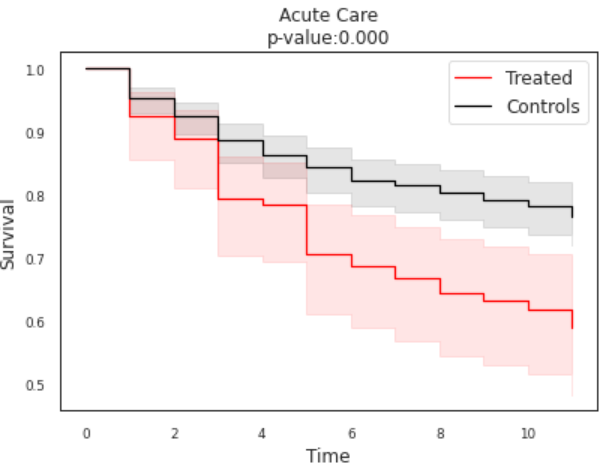 Acute Care
p-value:0.000
Treated
Controls
1.0
0.9
0.8
0.7
0.6
0.5
Survival
0
2
4
6
8
10
Time